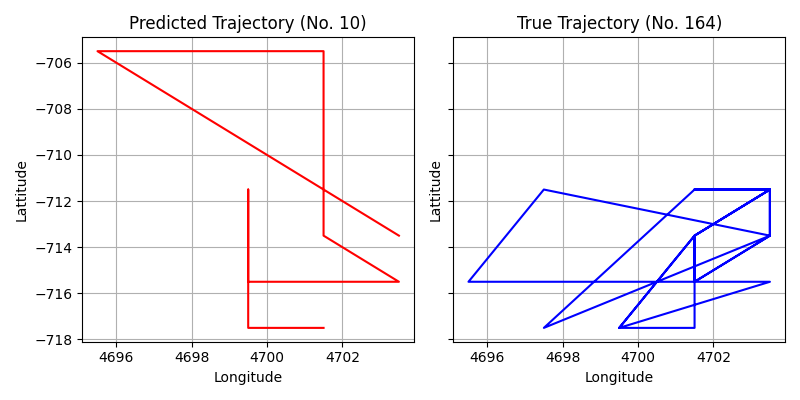 Predicted Trajectory (No. 10)
True Trajectory (No. 164)
Lattitude
−706
−708
−710
−712
−714
−716
−718
4696
4698
4700
4702
Longitude
Lattitude
4696
4698
4700
4702
Longitude